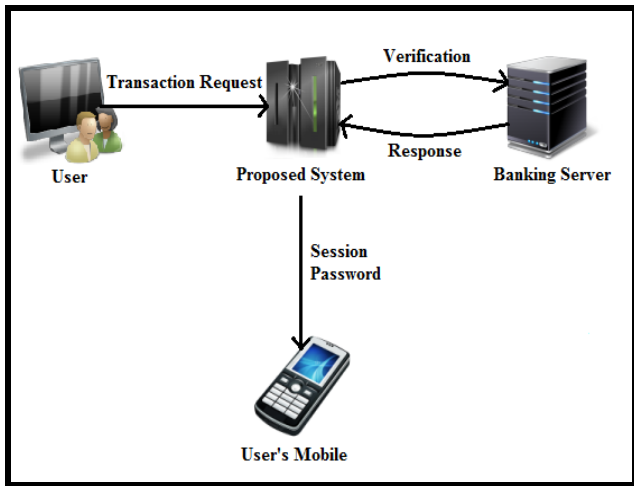 Verification
Transaction Request
Response
User
Proposed System
Banking Server
Session
Password
User's Mobile